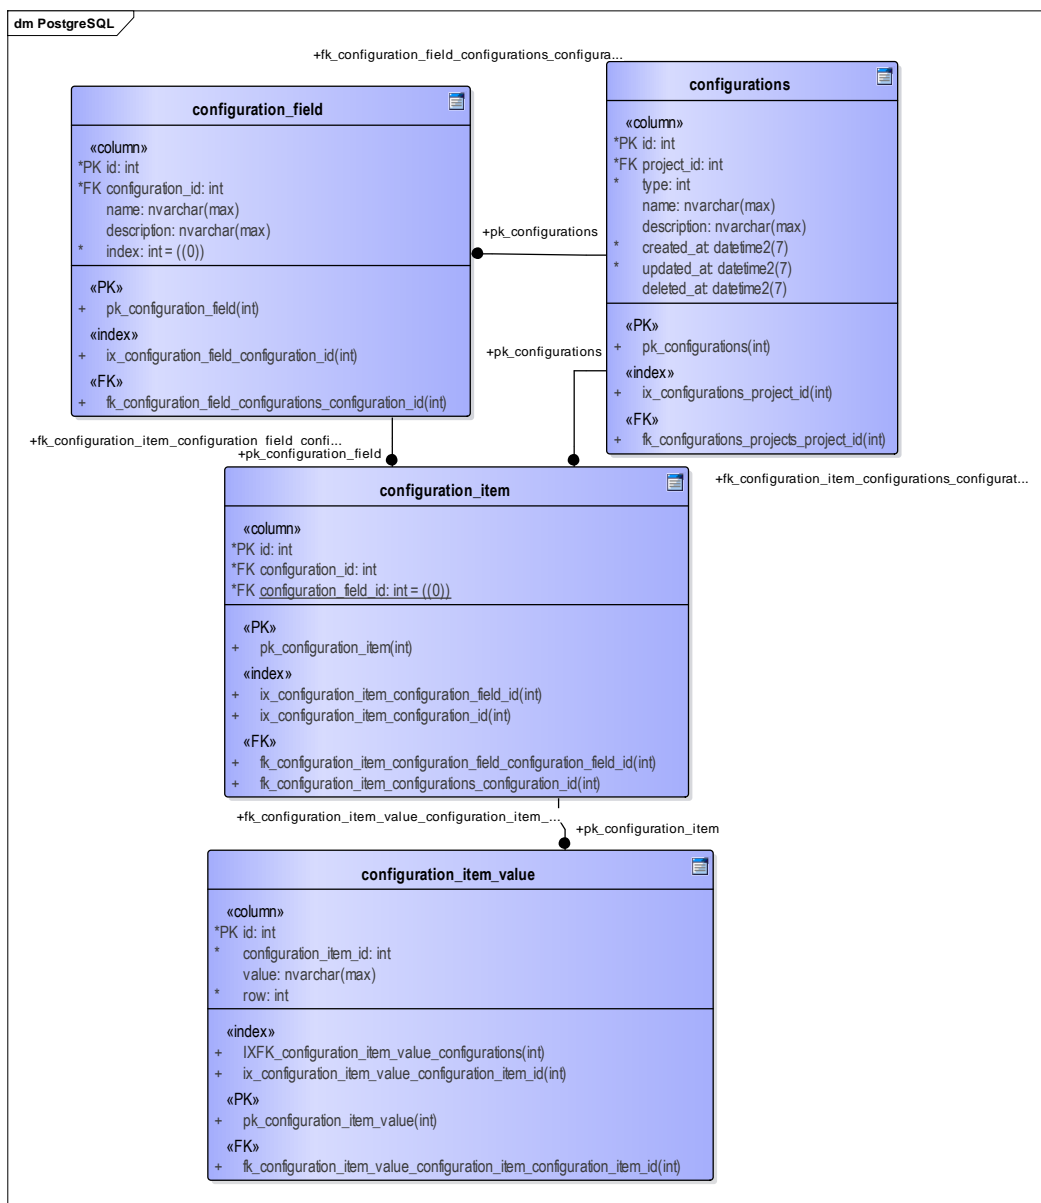 dm PostgreSQL
+fk_configuration_field_configurations_configura...
configuration_field
«column»
*PK id: int
*FK configuration_id: int
name: nvarchar(max)
description: nvarchar(max)
* index: int = ((0))
«PK»
+ pk_configuration_field(int)
«index»
+ ix_configuration_field_configuration_id(int)
«FK»
+ fk_configuration_field_configurations_configuration_id(int)
configurations
«column»
*PK id: int
*FK project_id: int
* type: int
name: nvarchar(max)
description: nvarchar(max)
* created_at: datetime2(7)
* updated_at: datetime2(7)
deleted_at: datetime2(7)
«PK»
+ pk_configurations(int)
«index»
+ ix_configurations_project_id(int)
«FK»
+ fk_configurations_projects_project_id(int)
+pk_configurations
+pk_configurations
+fk_configuration_item_configuration_field_confi...
+pk_configuration_field
+fk_configuration_item_configurations_configurat...
configuration_item
«column»
*PK id: int
*FK configuration_id: int
*FK configuration_field_id: int = ((0))
«PK»
+ pk_configuration_item(int)
«index»
+ ix_configuration_item_configuration_field_id(int)
+ ix_configuration_item_configuration_id(int)
«FK»
+ fk_configuration_item_configuration_field_configuration_field_id(int)
+ fk_configuration_item_configurations_configuration_id(int)
+fk_configuration_item_value_configuration_item_...
+pk_configuration_item
configuration_item_value
«column»
*PK id: int
* configuration_item_id: int
value: nvarchar(max)
* row: int
«index»
+ IXFK_configuration_item_value_configurations(int)
+ ix_configuration_item_value_configuration_item_id(int)
«PK»
+ pk_configuration_item_value(int)
«FK»
+ fk_configuration_item_value_configuration_item_configuration_item_id(int)